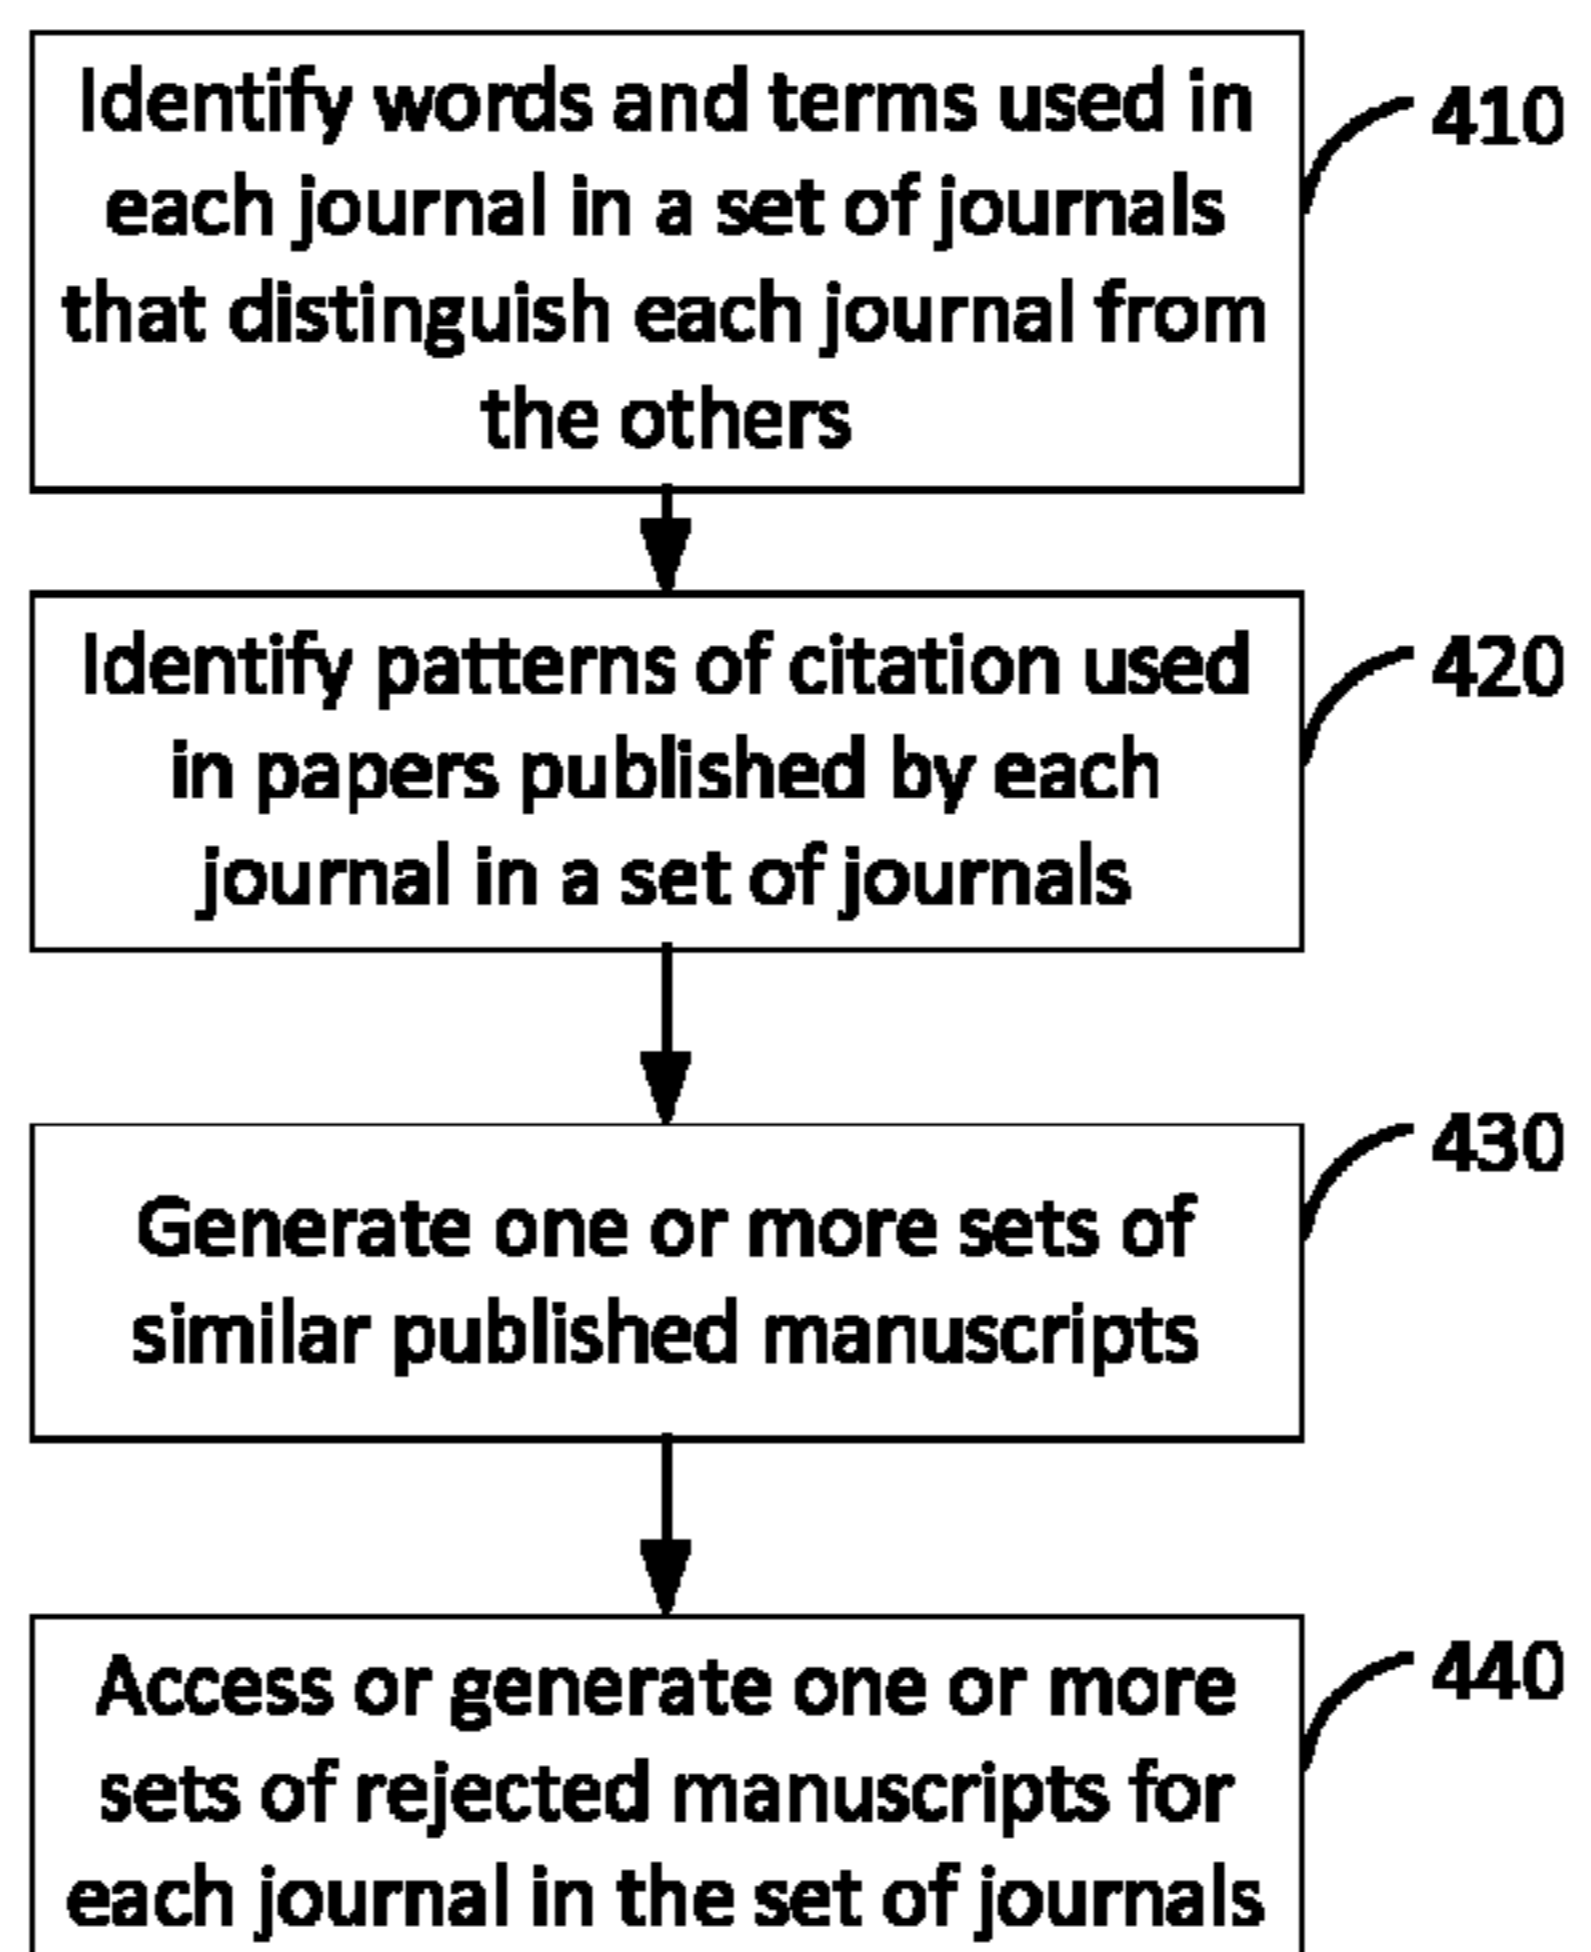 Identify words and terms used in
each journal in a set of journals
that distinguish each journal from
the others
410
Identify patterns of citation used
in papers published by each
journal in a set of journals
420
Generate one or more sets of
similar published manuscripts
430
Access or generate one or more
sets of rejected manuscripts for
each journal in the set of journals
440